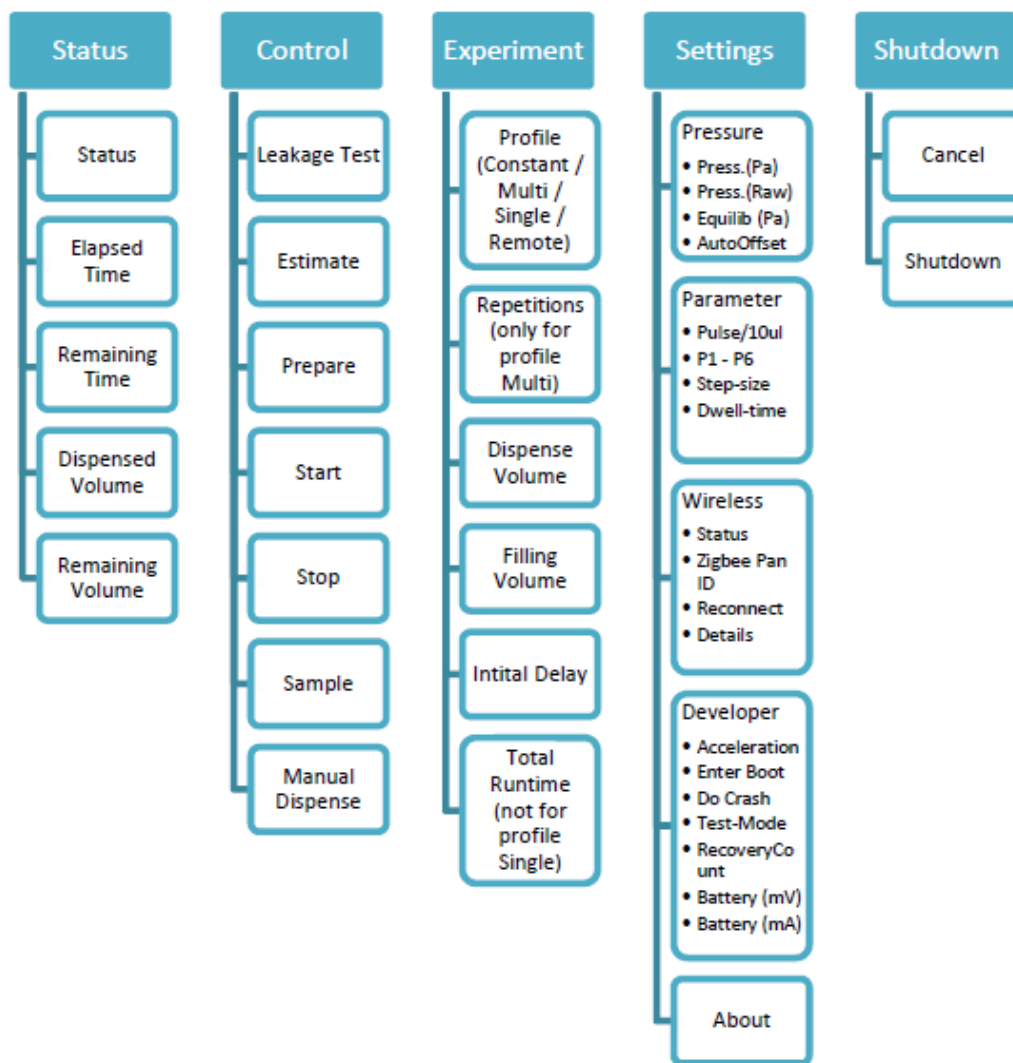 Status
Status
Elapsed
Time
Remaining
Time
Dispensed
Volume
Remaining
Volume
Control
Leakage Test
Estimate
Prepare
Start
Stop
Sample
Manual
Dispense
Experiment
Profile
(Constant /
Multi /
Single /
Remote)
Repetitions
(only for
profile
Multi)
Dispense
Volume
Filling
Volume
Intital Delay
Total
Runtime
(not for
profile
Single)
Settings
Pressure
• Press.(Pa)
• Press.(Raw)
• Equilib (Pa)
• AutoOffset
Parameter
• Pulse/10ul
• P1 - P6
• Step-size
• Dwell-time
Wireless
• Status
• Zigbee Pan
ID
• Reconnect
• Details
Developer
• Acceleration
• Enter Boot
• Do Crash
• Test-Mode
• RecoveryCo
unt
• Battery (mV)
• Battery (mA)
About
Shutdown
Cancel
Shutdown